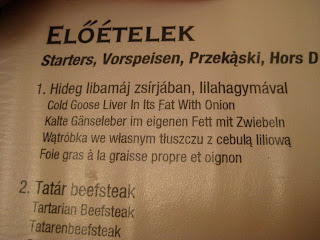 ELŐÉTELEK
Starters, Vorspeisen, Przekąski, Hors D
1. Hideg libamáj zsírjában, lilahagymával
Cold Goose Liver In Its Fat With Onion
Kalte Gänseleber im eigenen Fett mit Zwiebeln
Wątróbka we własnym tłuszczu z cebulą liliową
Foie gras à la graisse propre et oignon
2. Tatár beefsteak
Tartarian Beefsteak
Tatarenbeefsteak